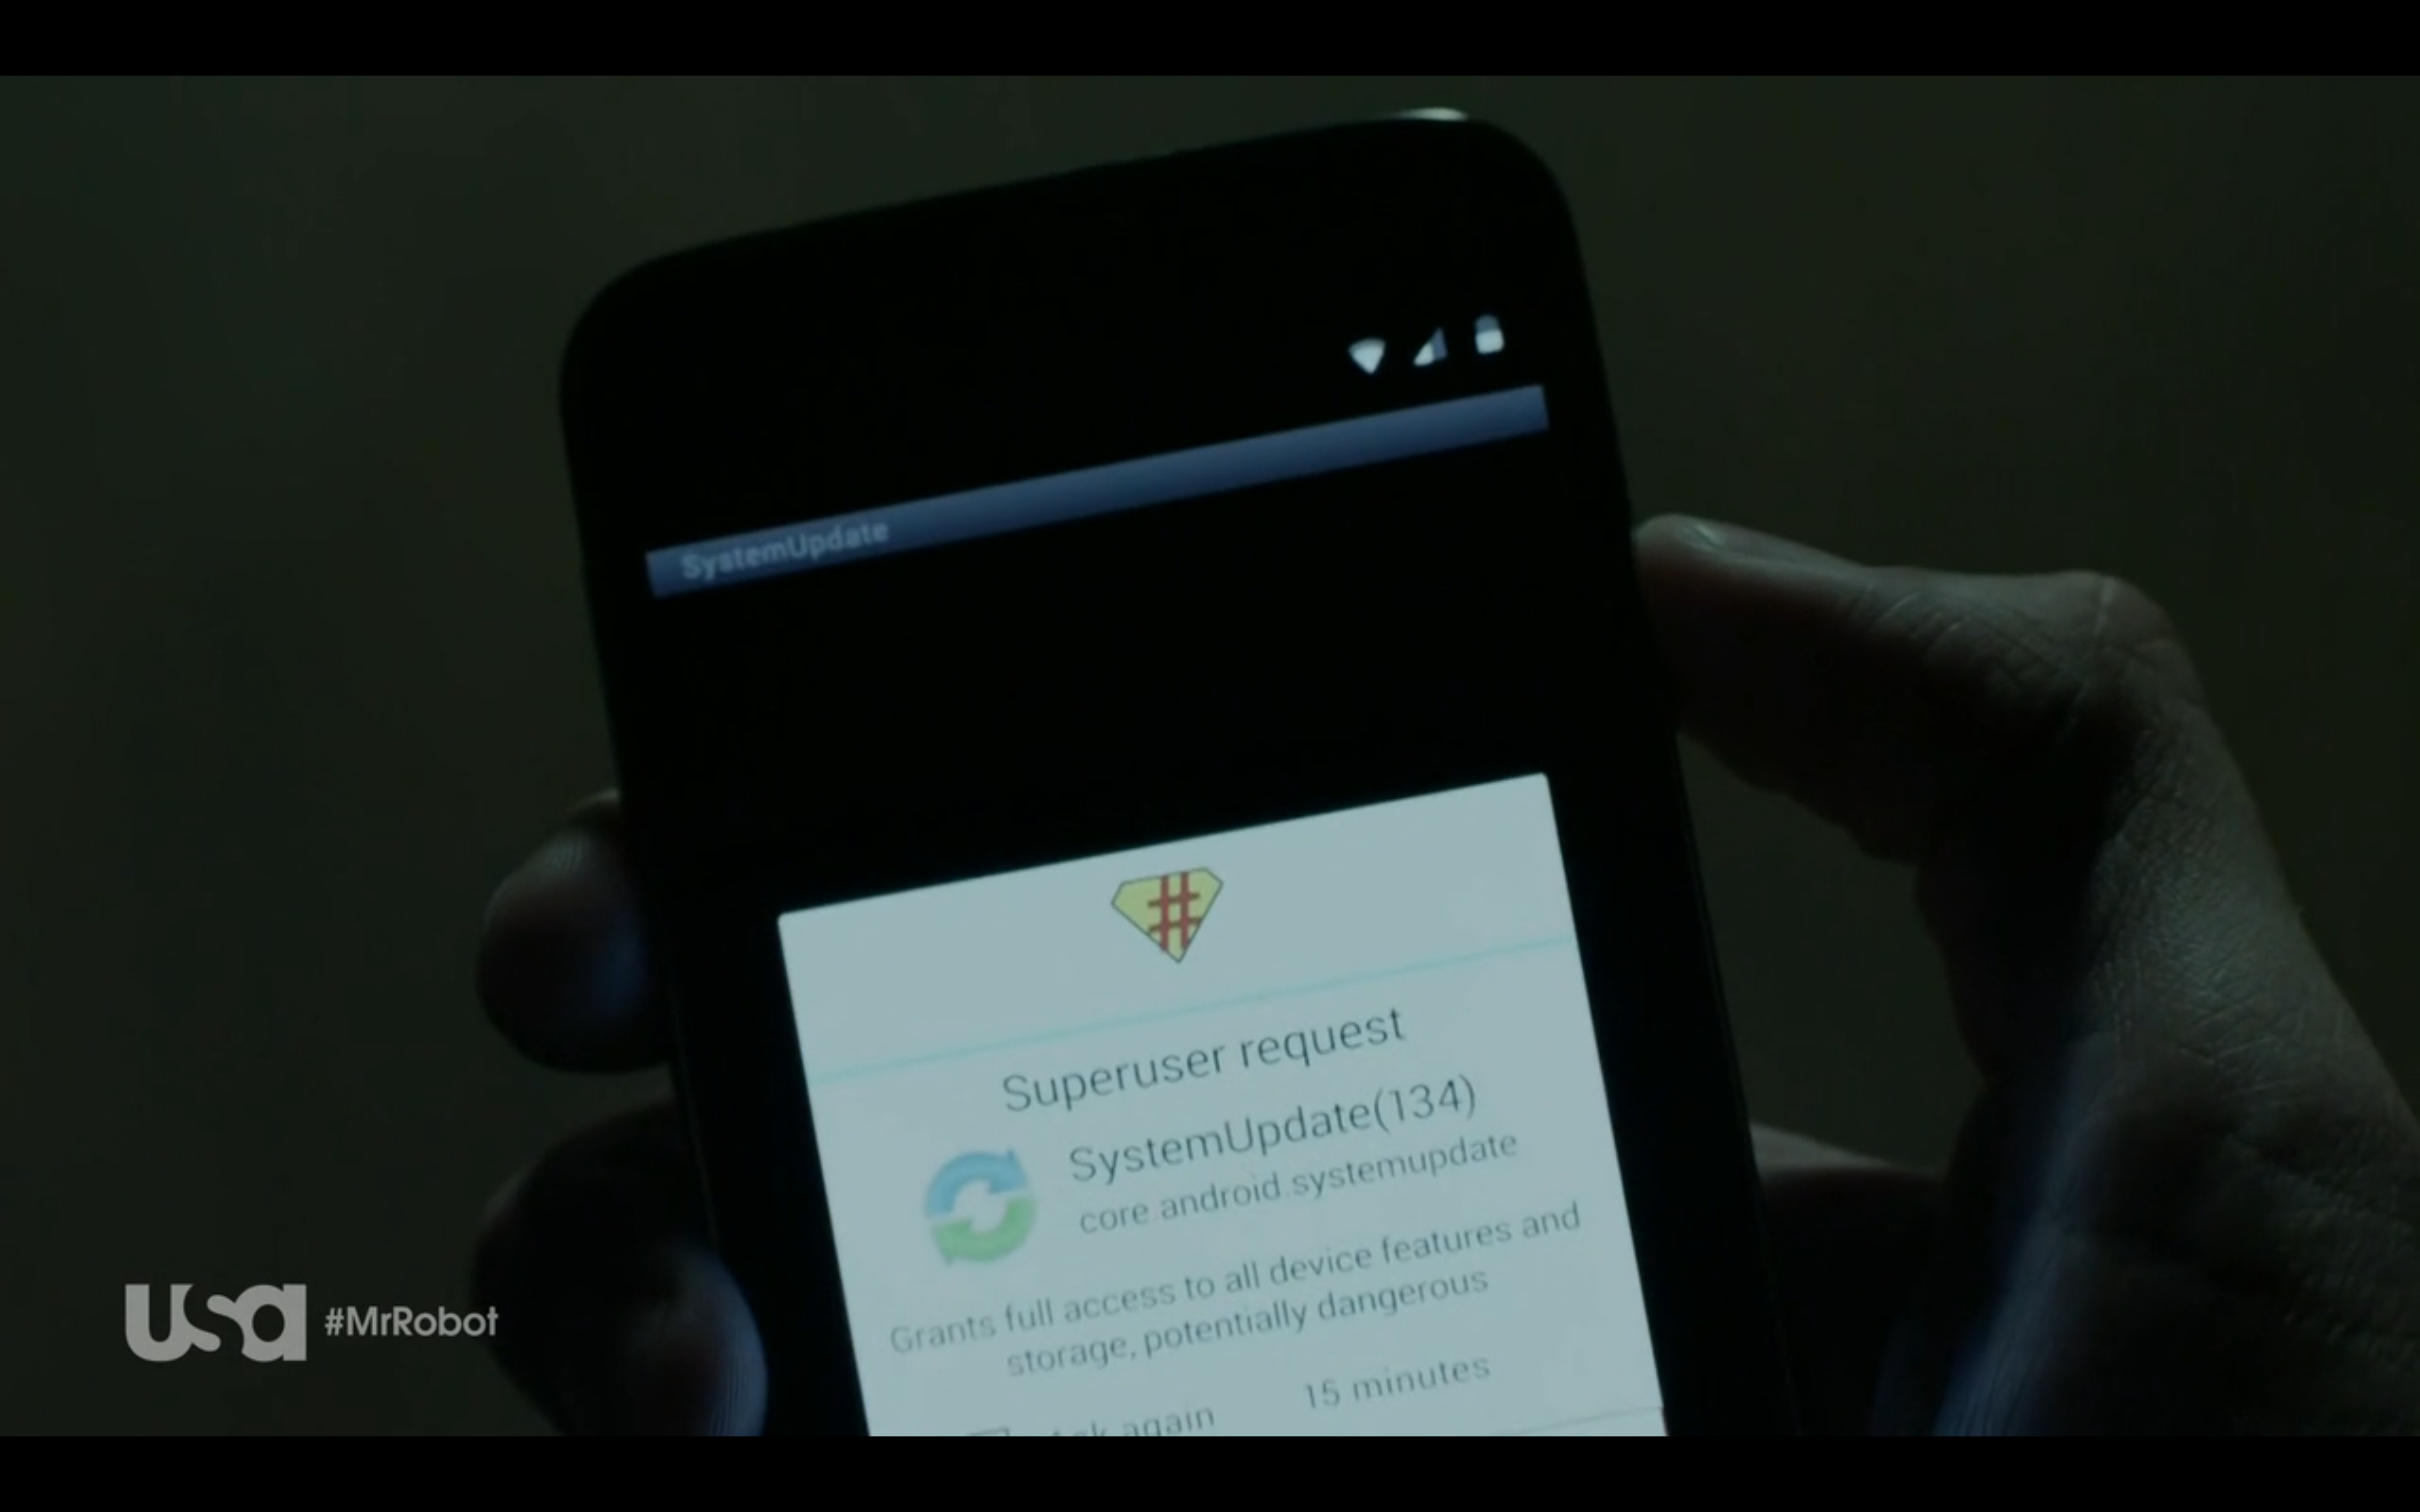 SystemUpdate
#
Superuser request
SystemUpdate(134)
core.android.systemupdate
Grants full access to all device features and
storage, potentially dangerous
15 minutes
Ask again
usa #MrRobot